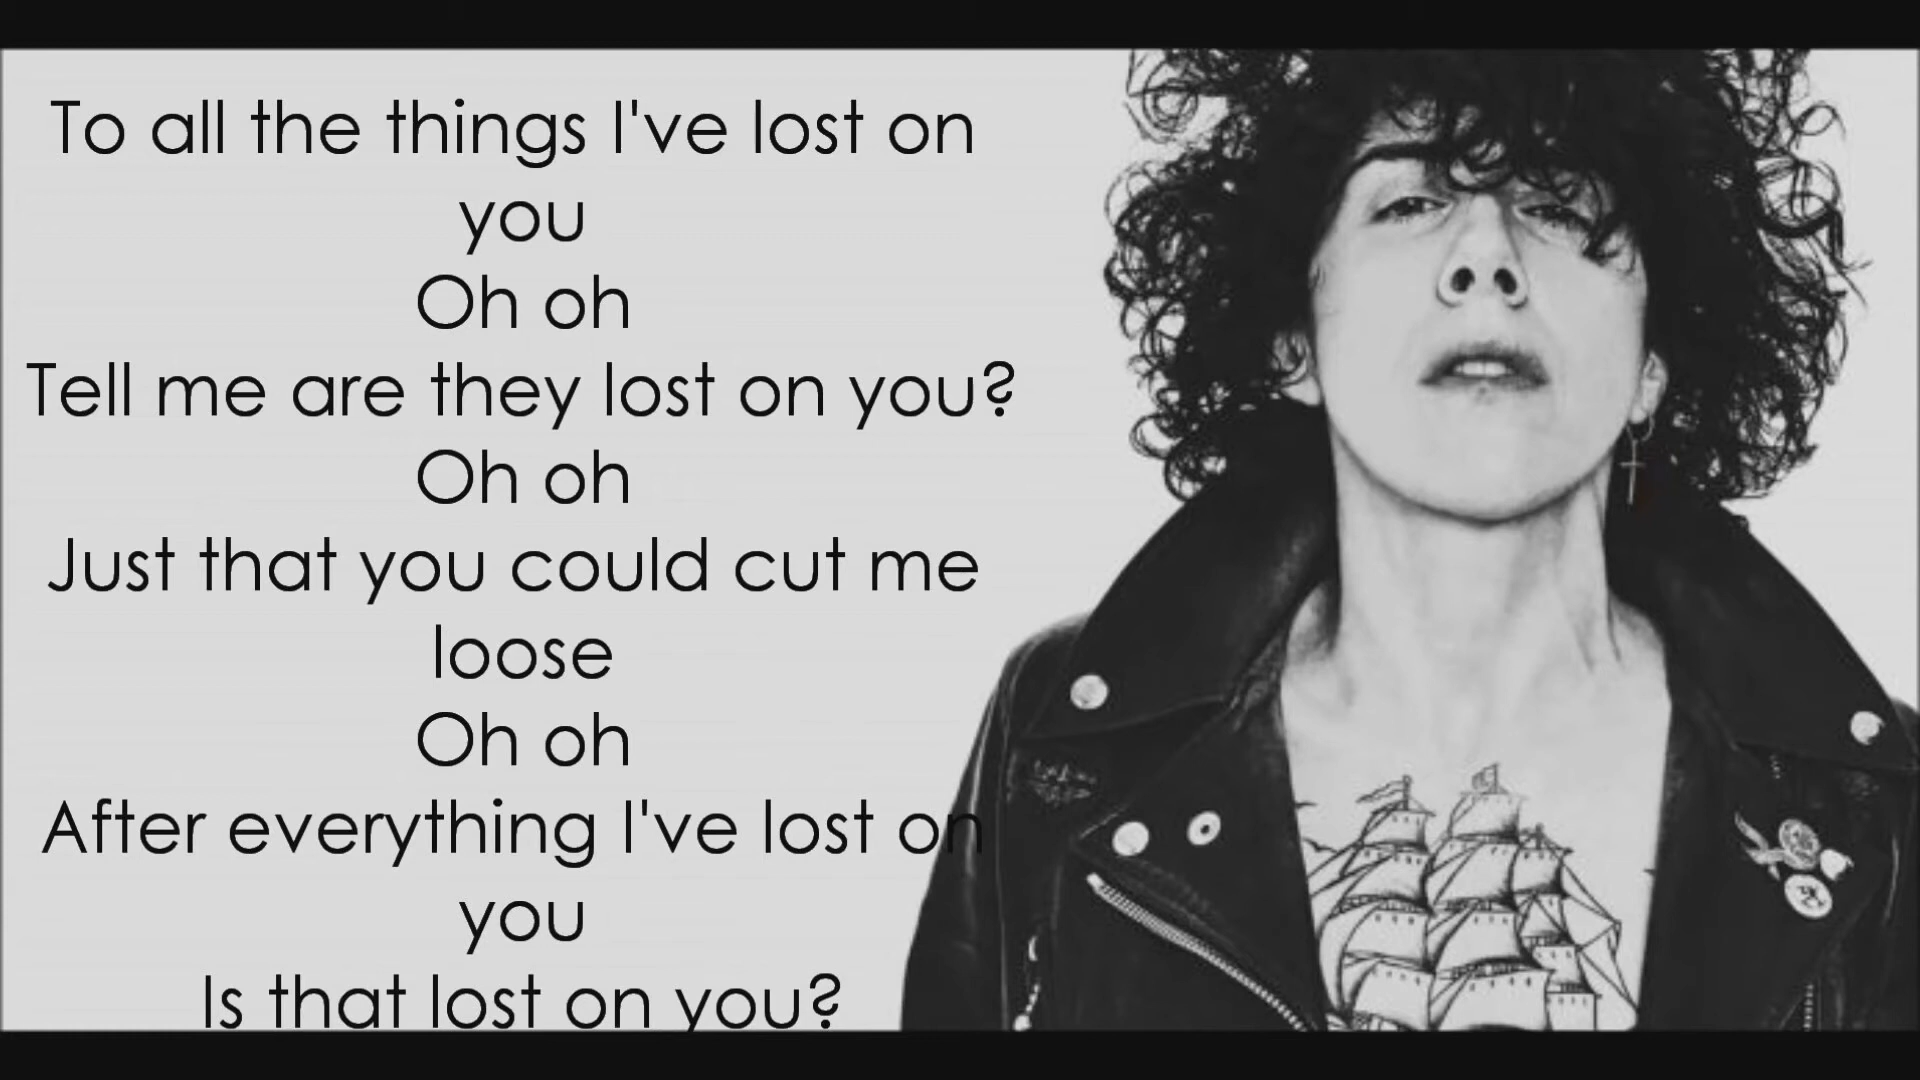 To all the things I've lost on
you
Oh oh
Tell me are they lost on you?
Oh oh
Just that you could cut me
loose
Oh oh
After everything I've lost on
you
Is that lost on you?